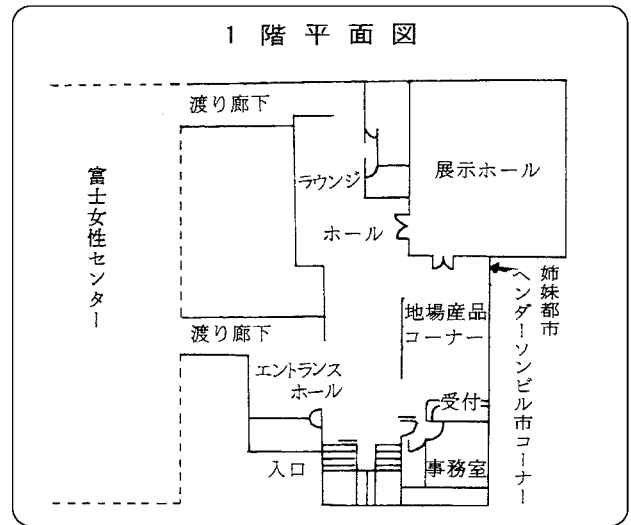 1階平面図
渡り廊下
展示ホール
ラウンジ
富士女性センター
ホール
姉妹都市
ヘンダーソンビル市コーナー
地場産品
コーナー
渡り廊下
エントランス
ホール
受付
入口
事務室